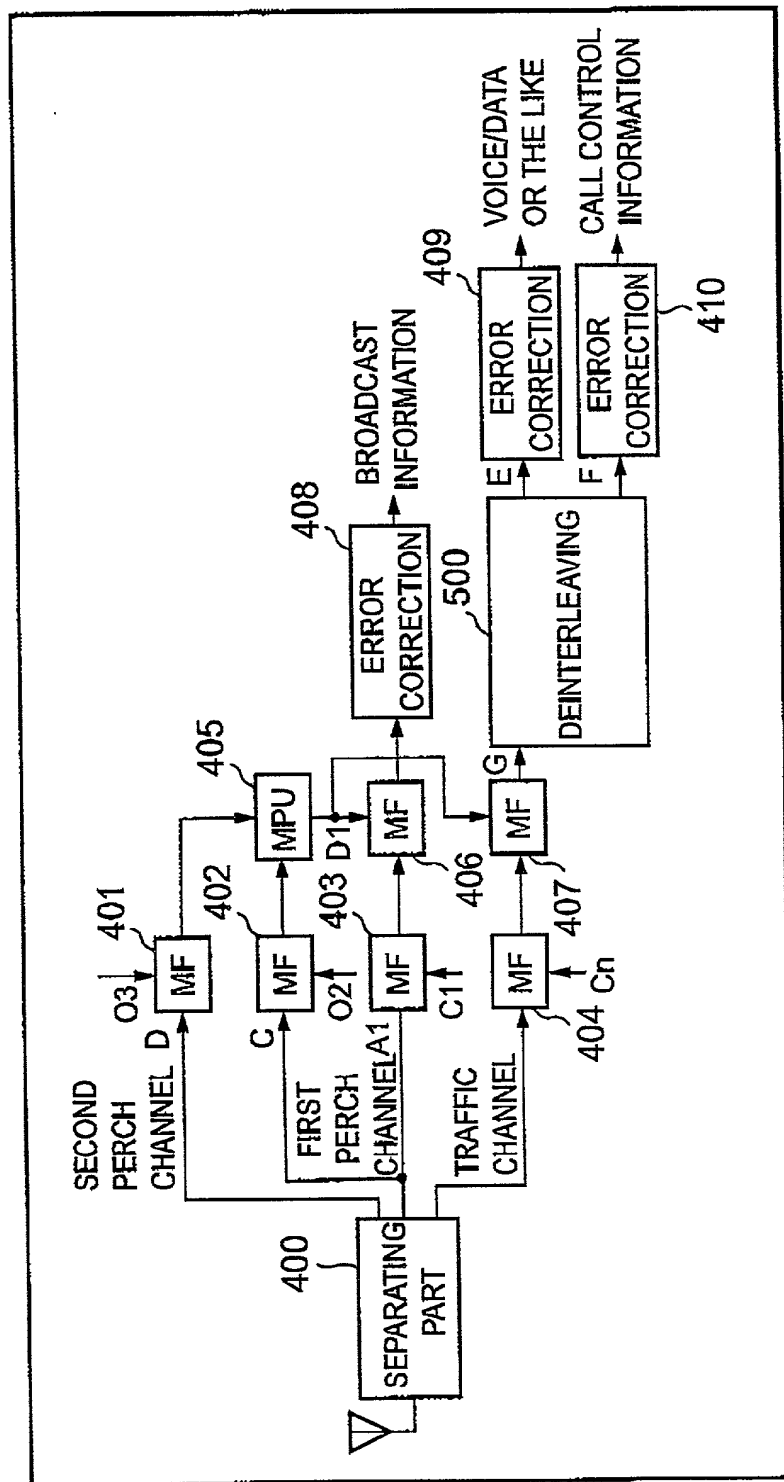 SECOND
PERCH
CHANNEL
D
O3
401
MF
C
402
MF
O2
405
MPU
D1
400
SEPARATING
PART
FIRST
PERCH
CHANNEL
A1
403
MF
C1
MF
406
408
ERROR
CORRECTION
BROADCAST
INFORMATION
TRAFFIC
CHANNEL
MF
404
Cn
G
MF
407
500
DEINTERLEAVING
E
409
ERROR
CORRECTION
VOICE/DATA
OR THE LIKE
F
ERROR
CORRECTION
410
CALL CONTROL
INFORMATION